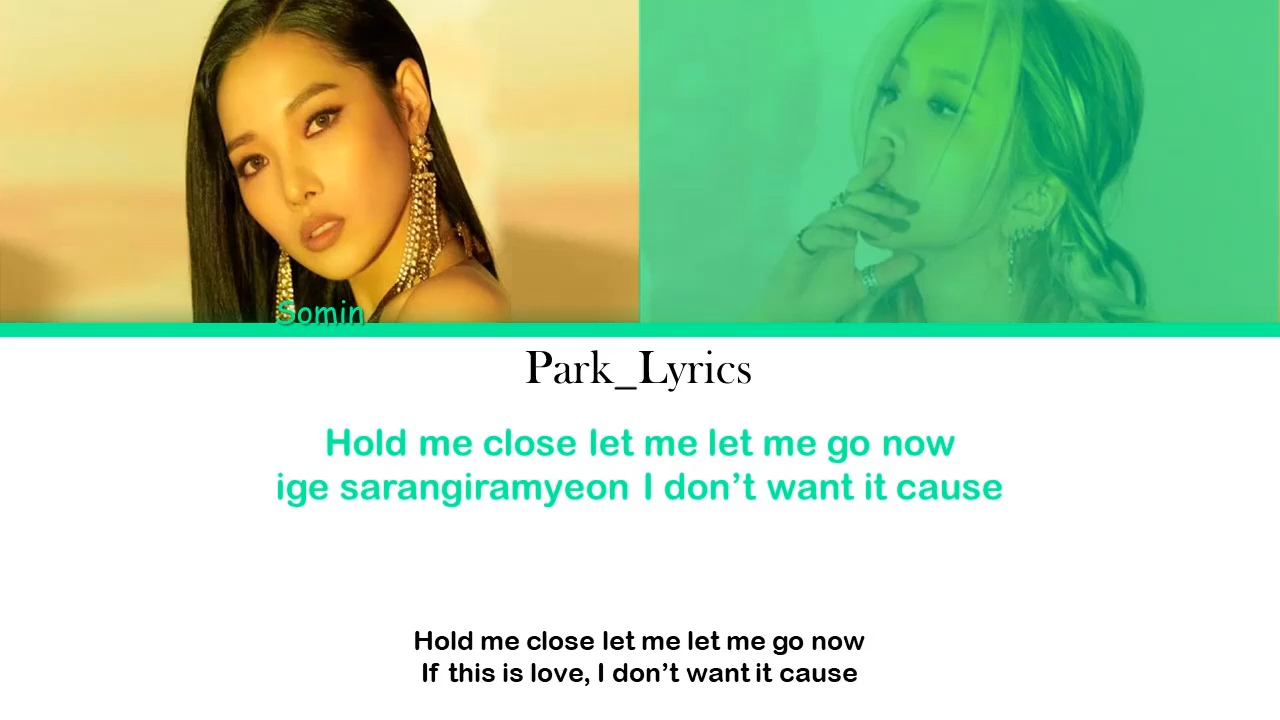 Somin
Park_Lyrics
Hold me close let me let me go now
ige sarangiramyeon I don’t want it cause
Hold me close let me let me go now
If this is love, I don’t want it cause